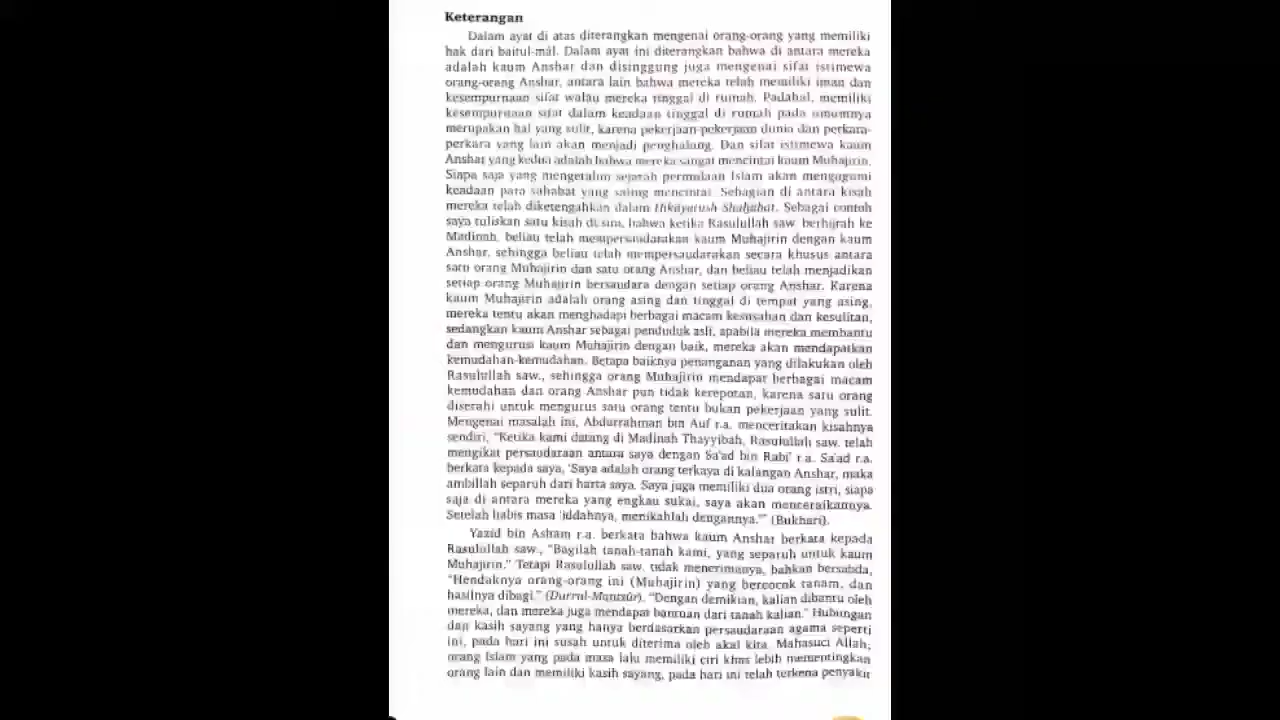 Keterangan
Dalam ayat di atas diterangkan mengenai orang-orang yang memiliki
hak dari baitul-mâl. Dalam ayat ini diterangkan bahwa di antara mereka
adalah kaum Anshar dan disinggung juga mengenai sifat istimewa
orang-orang Anshar, antara lain bahwa mereka telah memiliki iman dan
kesempurnaan sifat walau mereka tinggal di rumah. Padahal, memiliki
kesempurnaan sifat dalam keadaan tinggal di rumah pada umumnya
merupakan hal yang sulit, karena pekerjaan-pekerjaan dunia dan perkara-
perkara yang lain akan menjadi penghalang. Dan sifat istimewa kaum
Anshar yang kedua adalah bahwa mereka sangat mencintai kaum Muhajirin.
Siapa saja yang mengetahui sejarah permulaan Islam akan mengagumi
keadaan para sahabat yang saling mencintai. Sebagian di antara kisah
mereka telah diketengahkan dalam Hikayatush Shahabat. Sebagai contoh
saya tuliskan satu kisah di sini, bahwa ketika Rasulullah saw. berhijrah ke
Madinah, beliau telah mempersaudarakan kaum Muhajirin dengan kaum
Anshar, sehingga beliau telah mempersaudarakan secara khusus antara
satu orang Muhajirin dan satu orang Anshar, dan beliau telah menjadikan
setiap orang Muhajirin bersaudara dengan setiap orang Anshar. Karena
kaum Muhajirin adalah orang asing dan tinggal di tempat yang asing,
mereka tentu akan menghadapi berbagai macam kesusahan dan kesulitan,
sedangkan kaum Anshar sebagai penduduk asli, apabila mereka membantu
dan mengurusi kaum Muhajirin dengan baik, mereka akan mendapatkan
kemudahan-kemudahan. Betapa baiknya penanganan yang dilakukan oleh
Rasulullah saw., sehingga orang Muhajirin mendapat berbagai macam
kemudahan dan orang Anshar pun tidak kerepotan, karena satu orang
diserahi untuk mengurus satu orang tentu bukan pekerjaan yang sulit.
Mengenai masalah ini, Abdurrahman bin Auf r.a. menceritakan kisahnya
sendiri, "Ketika kami datang di Madinah Thayyibah, Rasulullah saw. telah
mengikat persaudaraan antara saya dengan Sa'ad bin Rabi' r.a. Sa'ad r.a.
berkata kepada saya, 'Saya adalah orang terkaya di kalangan Anshar, maka
ambillah separuh dari harta saya. Saya juga memiliki dua orang istri, siapa
saja di antara mereka yang engkau sukai, saya akan menceraikannya.
Setelah habis masa 'iddahnya, menikahlah dengannya.'" (Bukhari).
Yazid bin Asham r.a. berkata bahwa kaum Anshar berkata kepada
Rasulullah saw., "Bagilah tanah-tanah kami, yang separuh untuk kaum
Muhajirin." Tetapi Rasulullah saw. tidak menerimanya, bahkan bersabda,
"Hendaknya orang-orang ini (Muhajirin) yang bercocok tanam, dan
hasilnya dibagi." (Durrul-Mantsûr). "Dengan demikian, kalian dibantu oleh
mereka, dan mereka juga mendapat bantuan dari tanah kalian." Hubungan
dan kasih sayang yang hanya berdasarkan persaudaraan agama seperti
ini, pada hari ini susah untuk diterima oleh akal kita. Mahasuci Allah,
orang Islam yang pada masa lalu memiliki ciri khas lebih mementingkan
orang lain dan memiliki kasih sayang, pada hari ini telah terkena penyakit